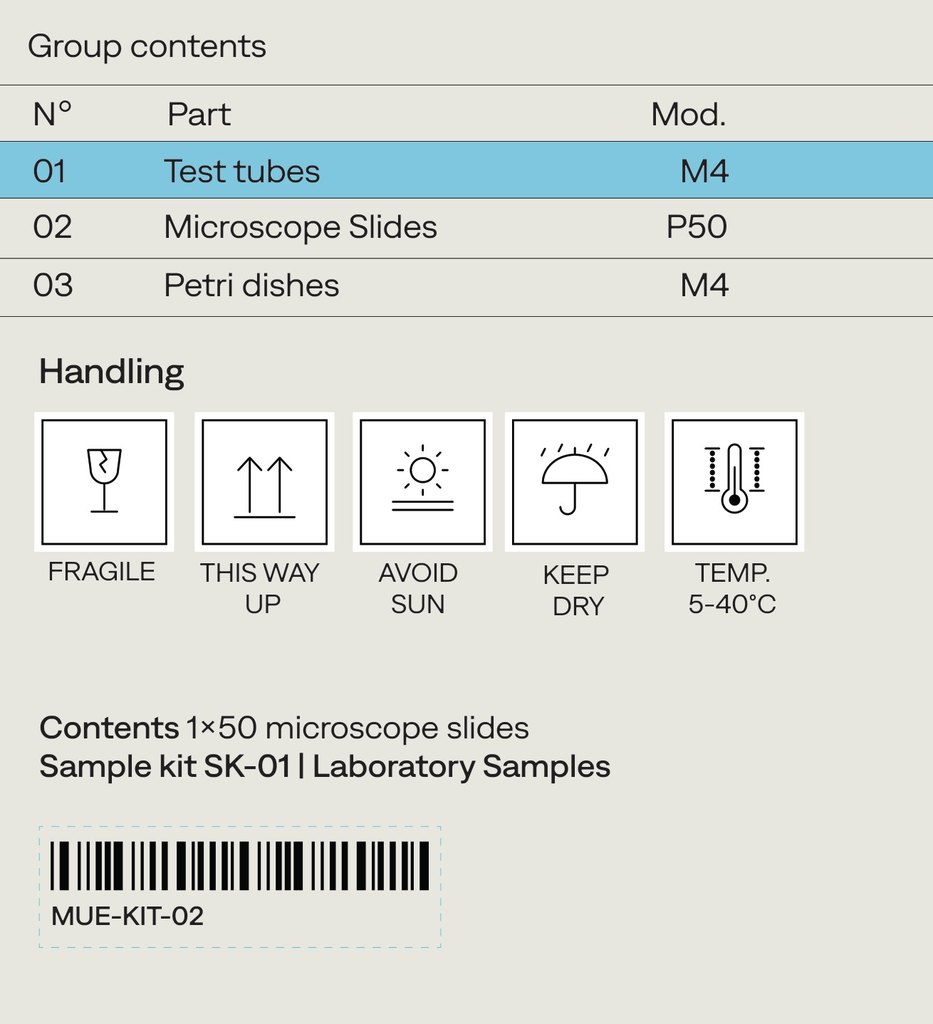 Group contents
N° Part Mod.
01 Test tubes M4
02 Microscope Slides P50
03 Petri dishes M4
Handling
FRAGILE
THIS WAY
UP
AVOID
SUN
KEEP
DRY
TEMP.
5-40°C
Contents 1×50 microscope slides
Sample kit SK-01 | Laboratory Samples
MUE-KIT-02